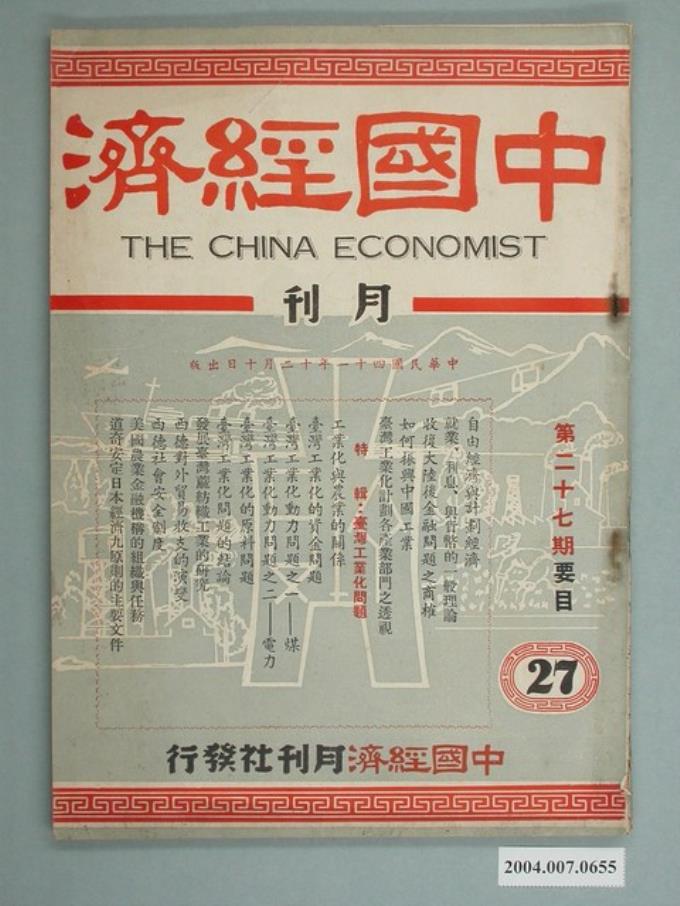 中國經濟
THE CHINA ECONOMIST
月刊
中華民國四十一年十二月十日出版
第二十七期要目
27
自由經濟與計劃經濟
就業、利息、與貨幣的一般理論
收復大陸後金融問題之商榷
如何振興中國工業
臺灣工業化計劃各產業部門之透視
特輯：臺灣工業化問題
工業化與農業的關係
臺灣工業化的資金問題
臺灣工業化動力問題之一——煤
臺灣工業化動力問題之二——電力
臺灣工業化的原料問題
臺灣工業化問題的結論
發展臺灣蔴紡織工業的研究
西德對外貿易收支的演變
西德社會安全制度
美國農業金融機構的組織與任務
道奇安定日本經濟九原則的主要文件
中國經濟月刊社發行
2004.007.0655